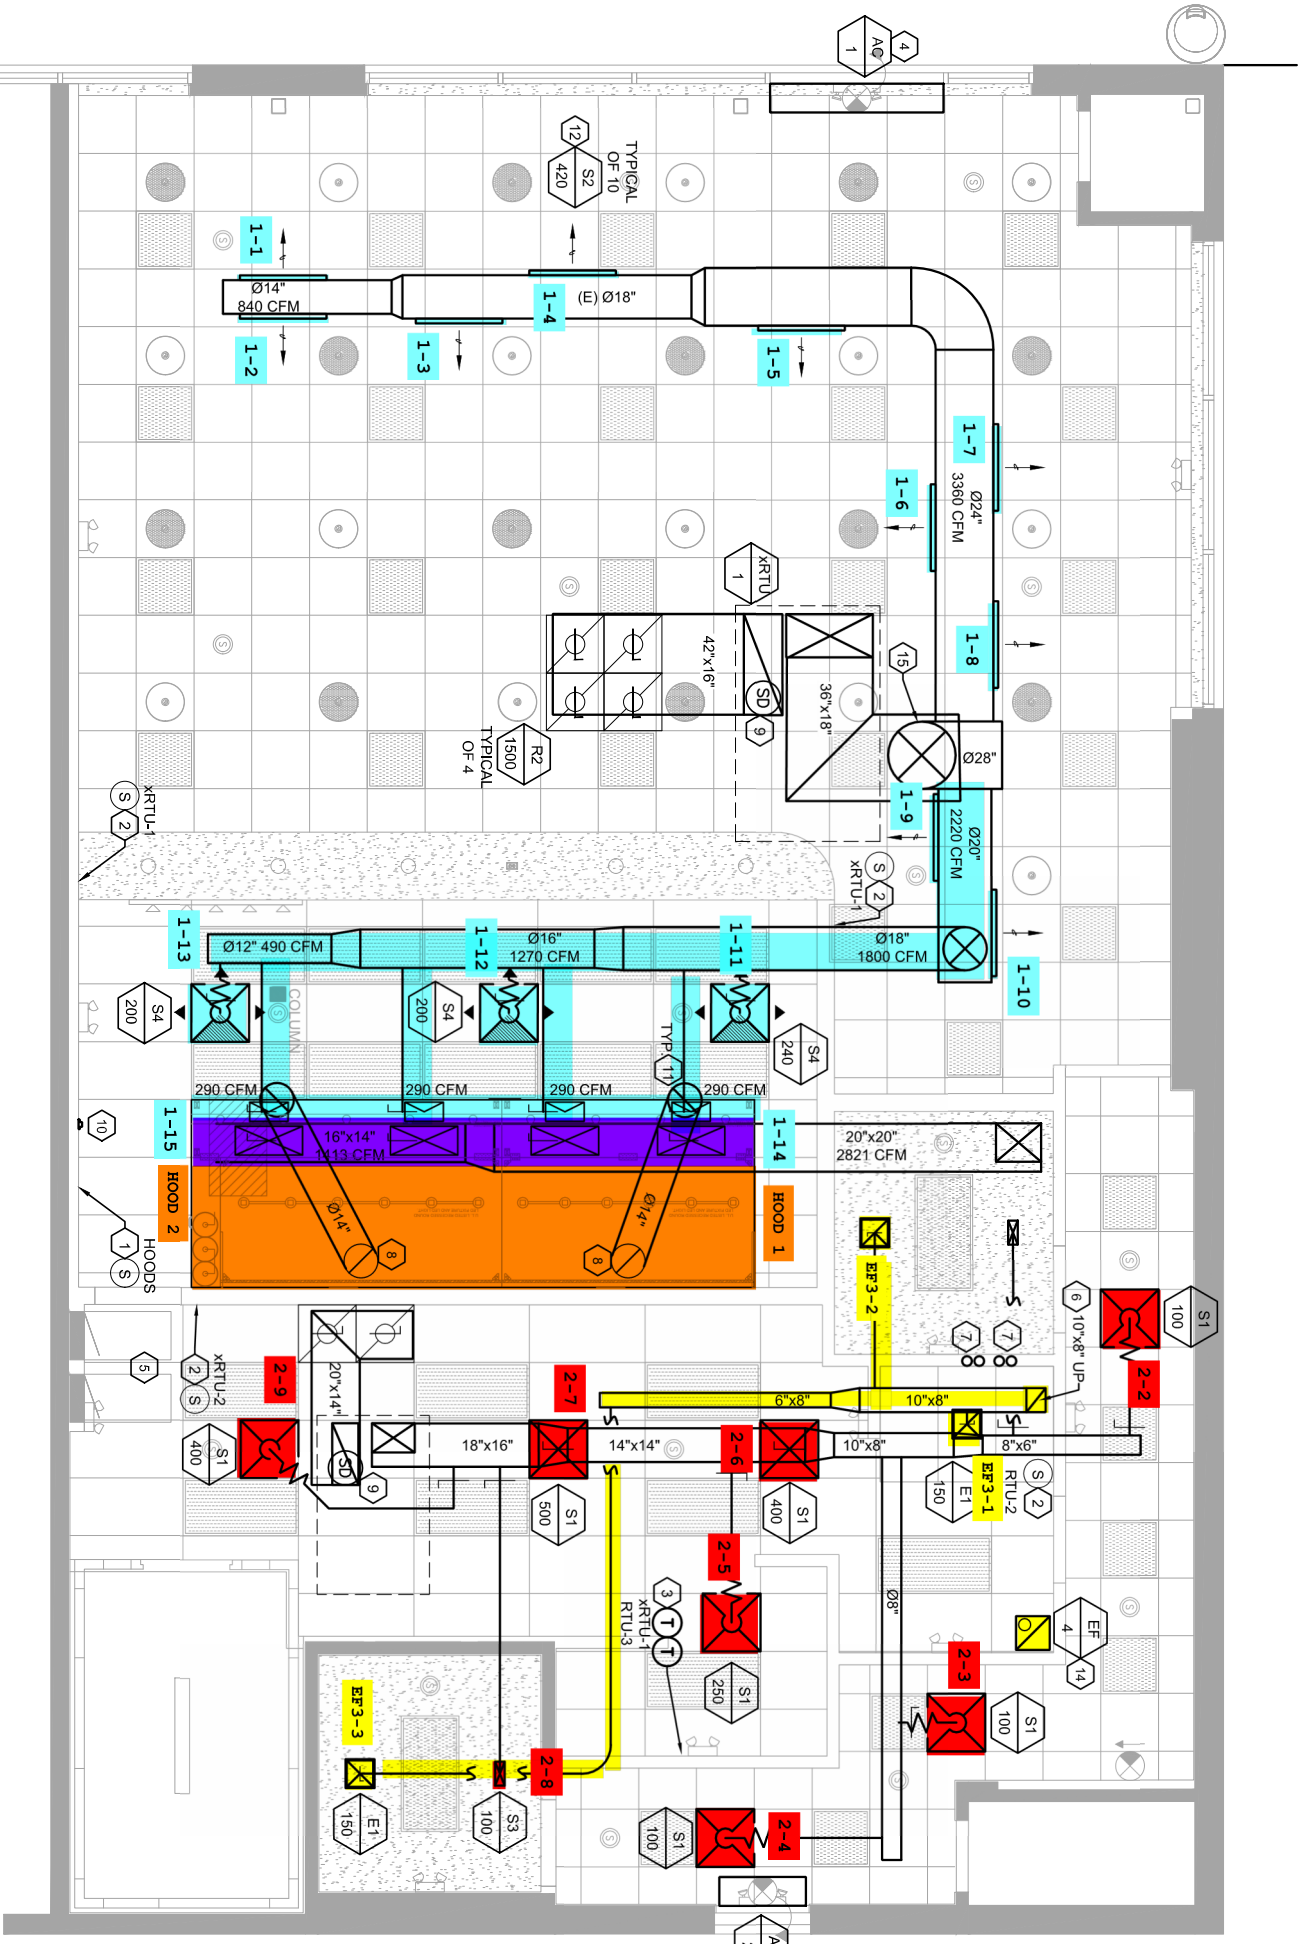 4
AC
1
12
S2
420
TYPICAL
OF 10
1-1
Ø14"
840 CFM
1-2
1-3
1-4
(E) Ø18"
1-5
1-7
1-6
Ø24"
3360 CFM
1-8
xRTU
1
15
42"x16"
36"x18"
SD
9
Ø28"
R2
1500
TYPICAL
OF 4
1-9
Ø20"
2220 CFM
xRTU-1
S
2
S
2
xRTU-1
1-13
Ø12" 490 CFM
1-12
Ø16"
1270 CFM
1-11
Ø18"
1800 CFM
1-10
S4
200
COLUMN
S4
200
TYP.
11
S4
240
290 CFM
290 CFM
290 CFM
290 CFM
10
1-15
16"x14"
1413 CFM
1-14
20"x20"
2821 CFM
HOOD 2
HOOD 1
Ø14"
Ø14"
8
8
HOODS
1
S
EF3-2
7
7
6
10"x8" UP
S1
100
5
xRTU-2
2
S
2-9
20"x14"
2-7
6"x8"
10"x8"
2-2
S1
400
SD
9
18"x16"
14"x14"
2-6
10"x8"
8"x6"
S1
500
S1
400
E1
150
EF3-1
RTU-2
S
2
2-5
3
T
T
xRTU-1
RTU-3
Ø8"
EF
4
14
S1
250
2-3
S1
100
EF3-3
2-8
E1
150
S3
100
S1
100
2-4